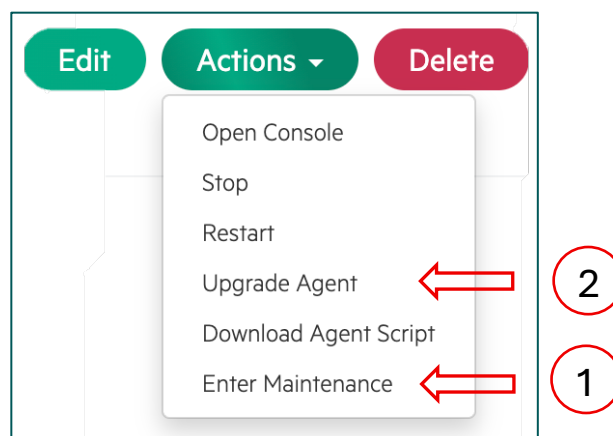 Edit Actions Delete
Open Console
Stop
Restart
Upgrade Agent 2
Download Agent Script
Enter Maintenance 1